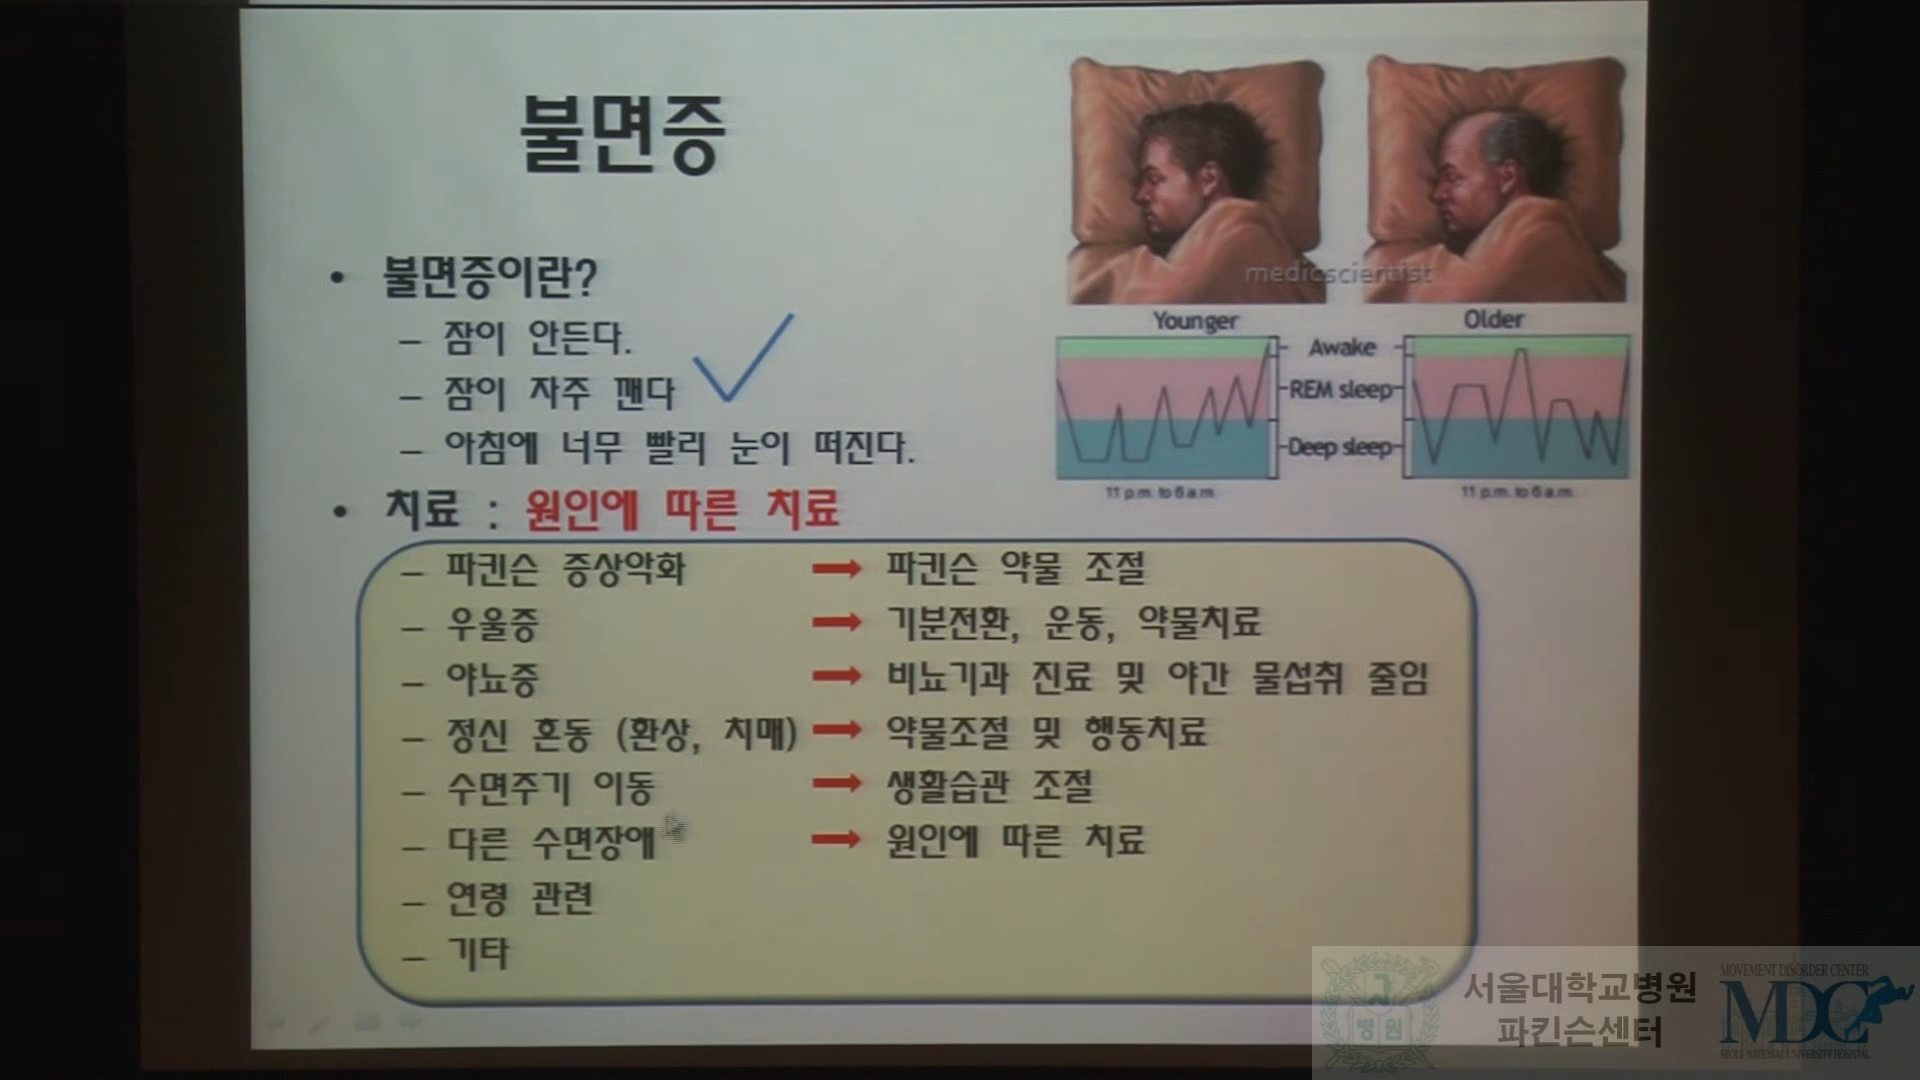 불면증
• 불면증이란?
– 잠이 안든다.
– 잠이 자주 깬다
– 아침에 너무 빨리 눈이 떠진다.
medicscientist
Younger
Older
Awake
REM sleep
Deep sleep
11 p.m. to 6 a.m.
11 p.m. to 6 a.m.
• 치료 : 원인에 따른 치료
– 파킨슨 증상악화 → 파킨슨 약물 조절
– 우울증 → 기분전환, 운동, 약물치료
– 야뇨증 → 비뇨기과 진료 및 야간 물섭취 줄임
– 정신 혼동 (환상, 치매) → 약물조절 및 행동치료
– 수면주기 이동 → 생활습관 조절
– 다른 수면장애 → 원인에 따른 치료
– 연령 관련
– 기타
병원
서울대학교병원
파킨슨센터
MOVEMENT DISORDER CENTER
MDC
SEOUL NATIONAL UNIVERSITY HOSPITAL